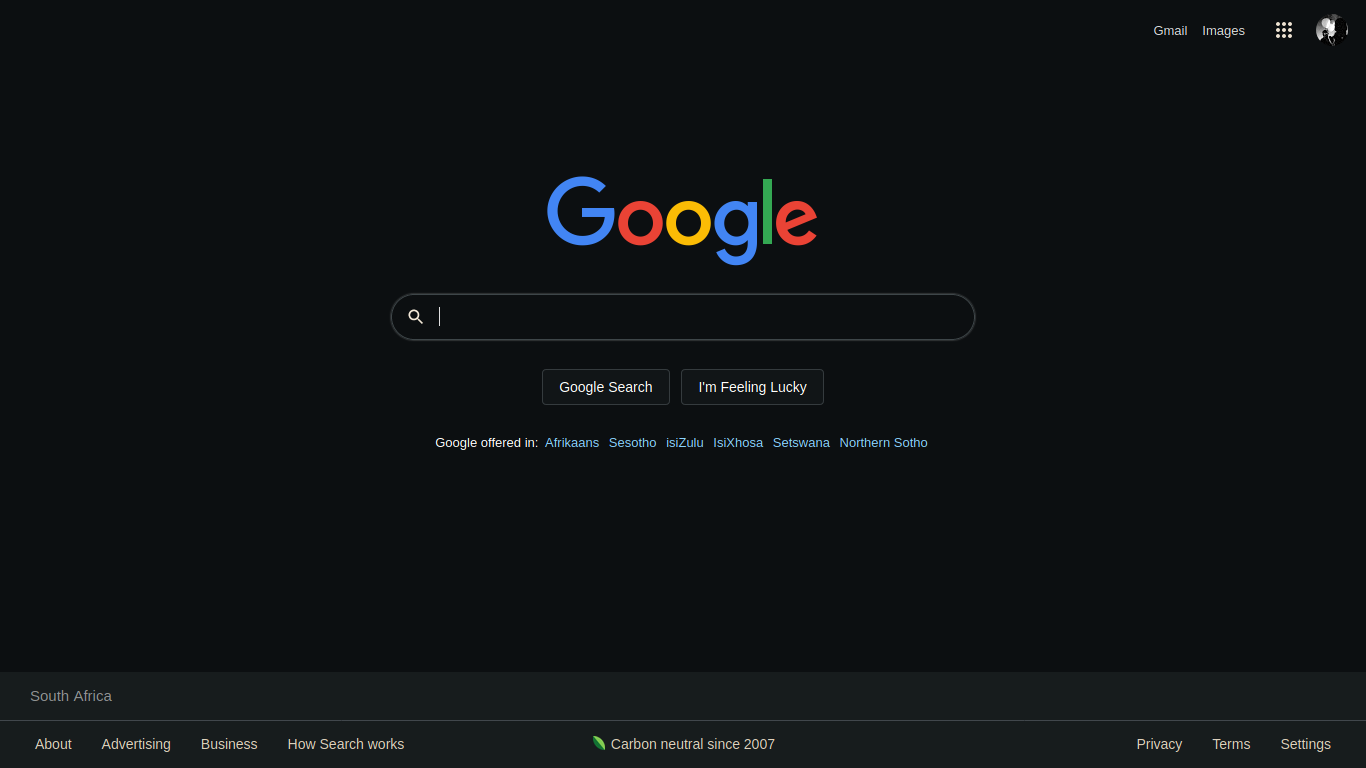 Gmail Images
Google
Google Search I'm Feeling Lucky
Google offered in: Afrikaans Sesotho isiZulu IsiXhosa Setswana Northern Sotho
South Africa
About Advertising Business How Search works Carbon neutral since 2007 Privacy Terms Settings